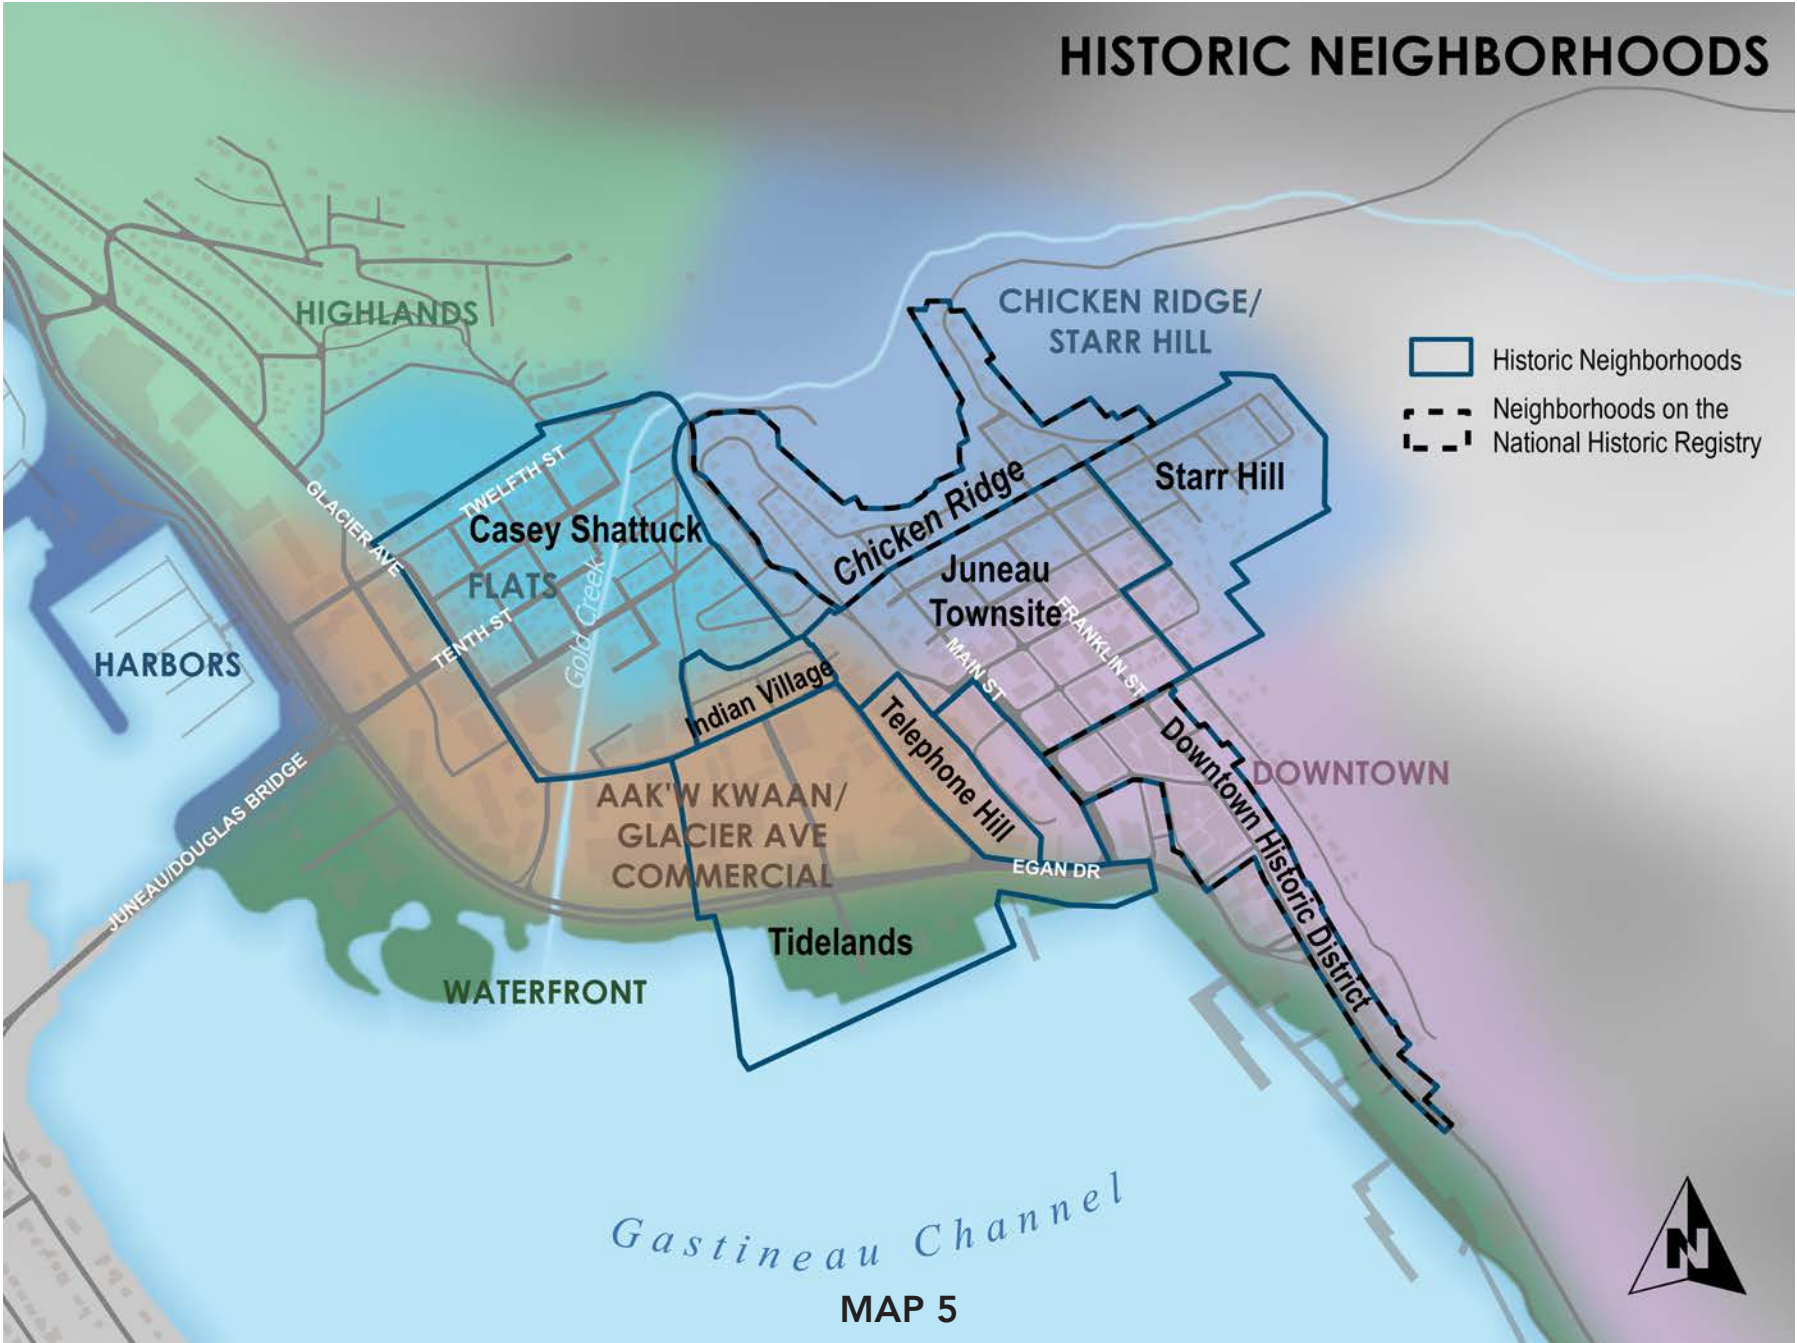 HISTORIC NEIGHBORHOODS
HIGHLANDS
CHICKEN RIDGE/
STARR HILL
Historic Neighborhoods
Neighborhoods on the
National Historic Registry
TWELFTH ST
GLACIER AVE
Casey Shattuck
FLATS
TENTH ST
Gold Creek
Chicken Ridge
Starr Hill
Juneau
Townsite
FRANKLIN ST
MAIN ST
HARBORS
Indian Village
Telephone Hill
Downtown Historic District
DOWNTOWN
JUNEAU/DOUGLAS BRIDGE
AAK'W KWAAN/
GLACIER AVE
COMMERCIAL
EGAN DR
Tidelands
WATERFRONT
Gastineau Channel
N
MAP 5